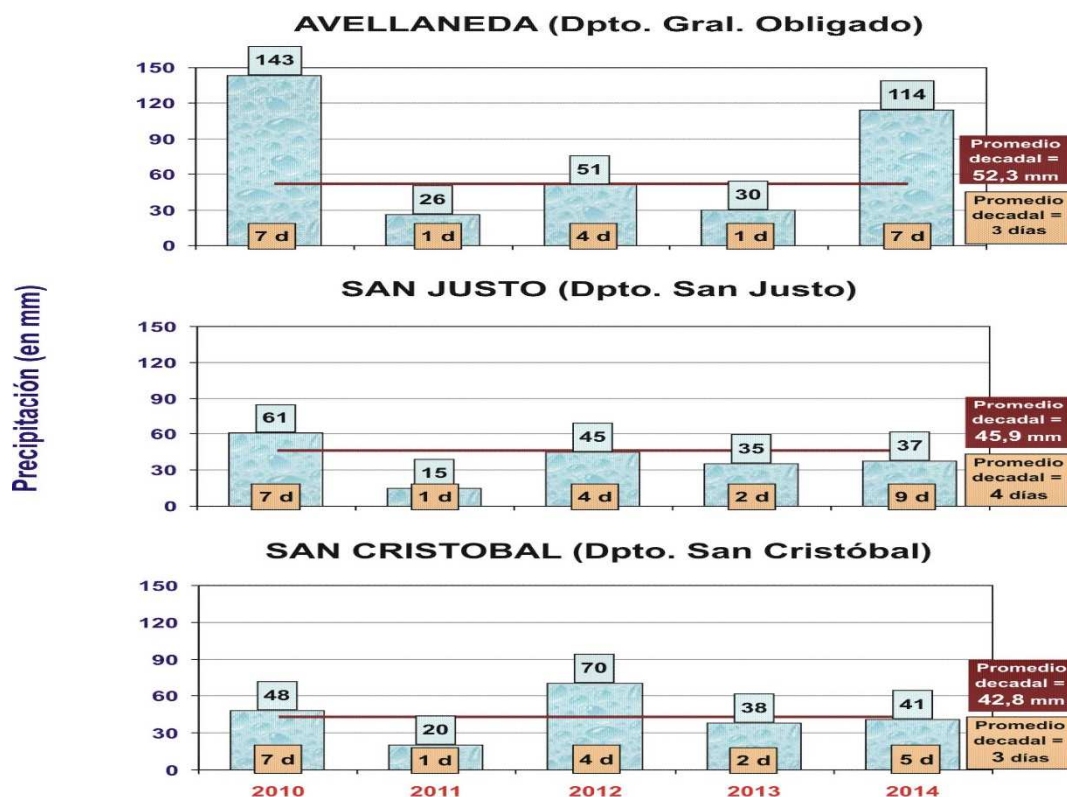 AVELLANEDA (Dpto. Gral. Obligado)
150
120
90
60
30
0
143
26
51
30
114
7 d
1 d
4 d
1 d
7 d
Promedio
decadal =
52,3 mm
Promedio
decadal =
3 días
Precipitación (en mm)
SAN JUSTO (Dpto. San Justo)
150
120
90
60
30
0
61
15
45
35
37
7 d
1 d
4 d
2 d
9 d
Promedio
decadal =
45,9 mm
Promedio
decadal =
4 días
SAN CRISTOBAL (Dpto. San Cristóbal)
150
120
90
60
30
0
48
20
70
38
41
7 d
1 d
4 d
2 d
5 d
Promedio
decadal =
42,8 mm
Promedio
decadal =
3 días
2010
2011
2012
2013
2014